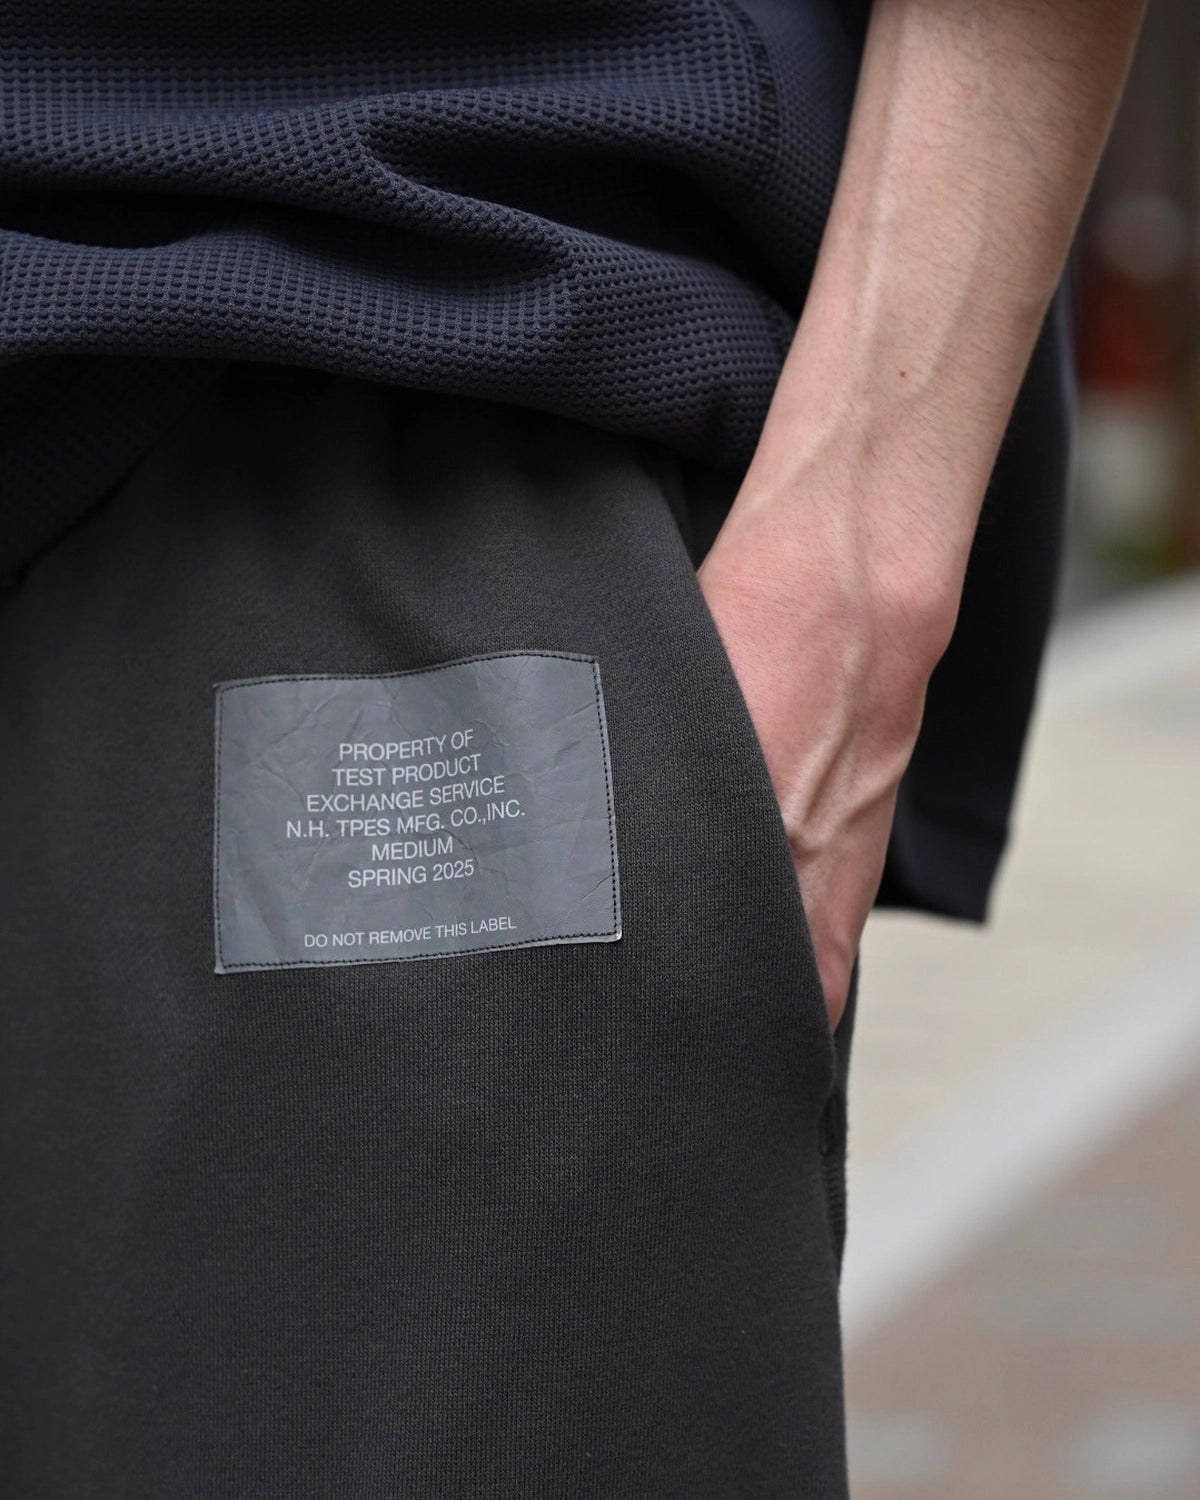 PROPERTY OF
TEST PRODUCT
EXCHANGE SERVICE
N.H. TPES MFG. CO.,INC.
MEDIUM
SPRING 2025
DO NOT REMOVE THIS LABEL